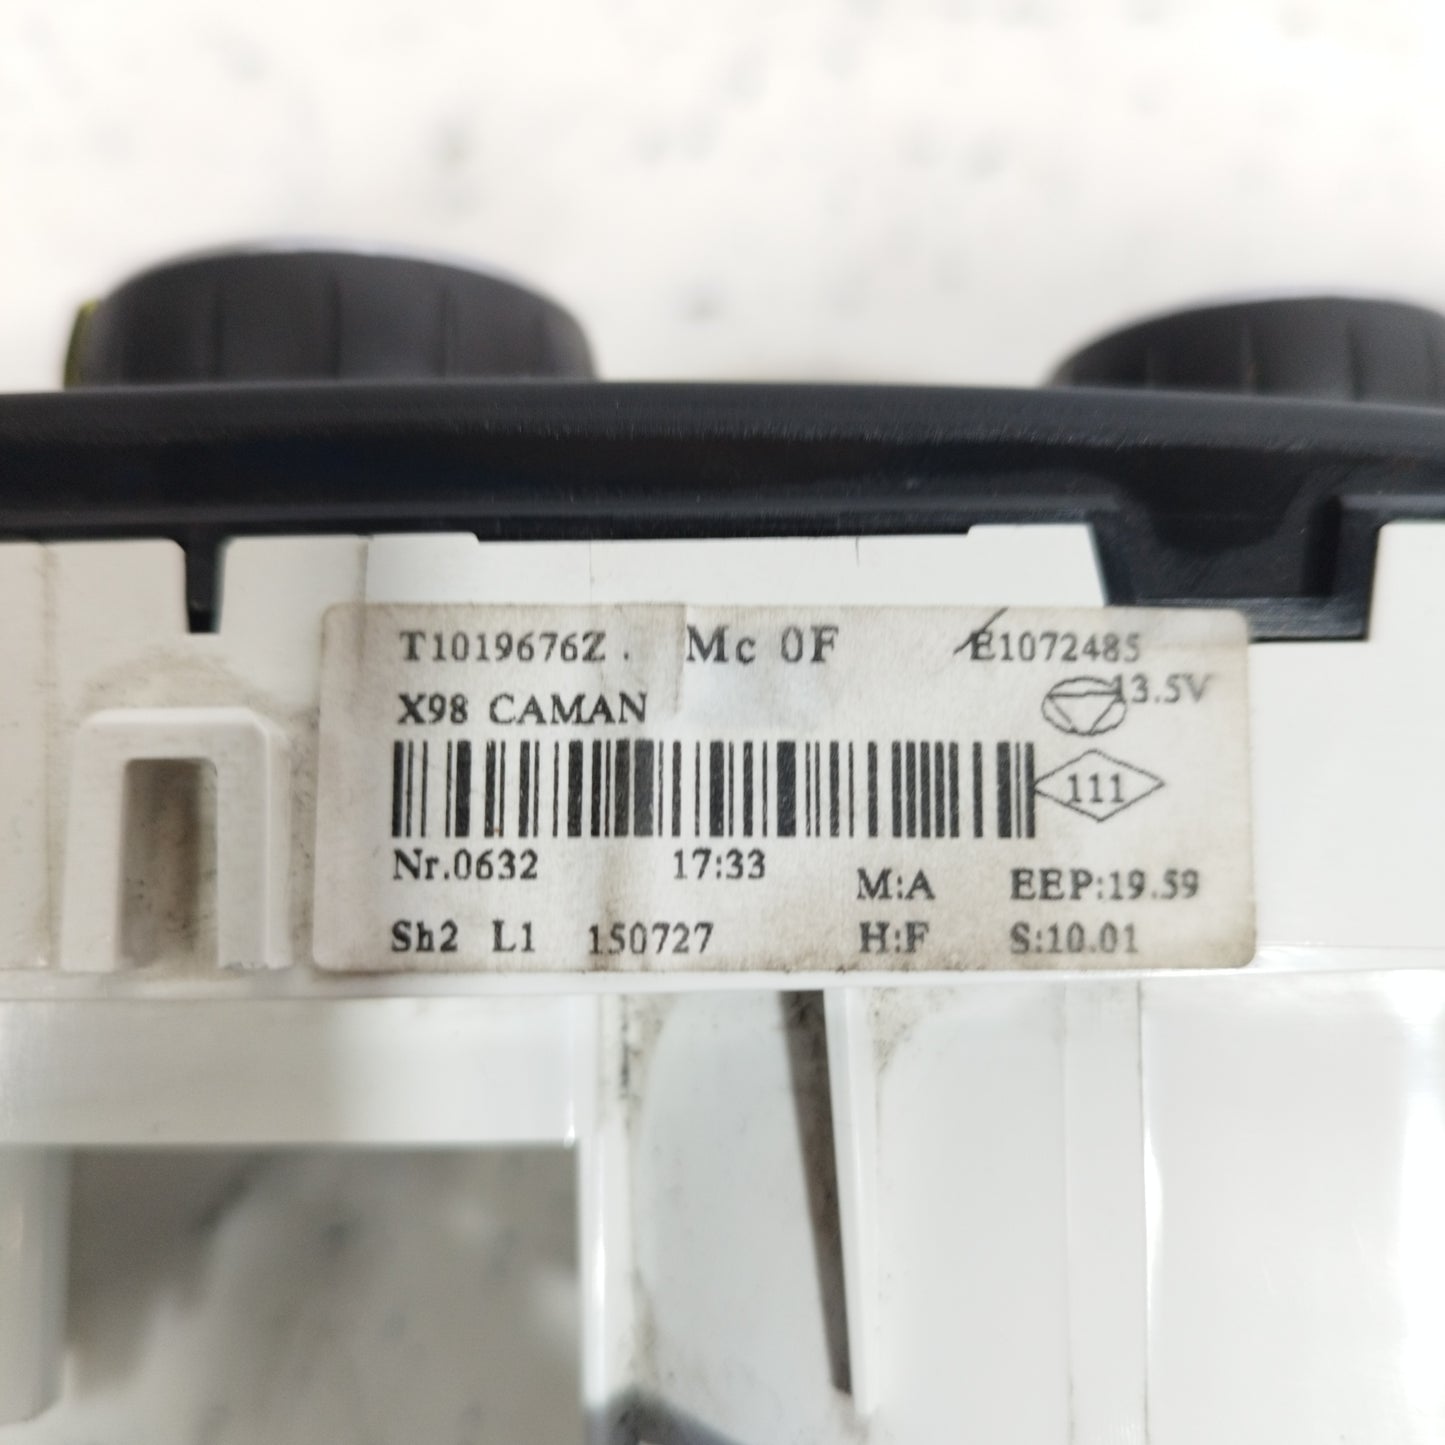 T1019676Z. Mc 0F E1072485
X98 CAMAN 13.5V
111
Nr.0632 17:33 M:A EEP:19.59
Sh2 L1 150727 H:F S:10.01